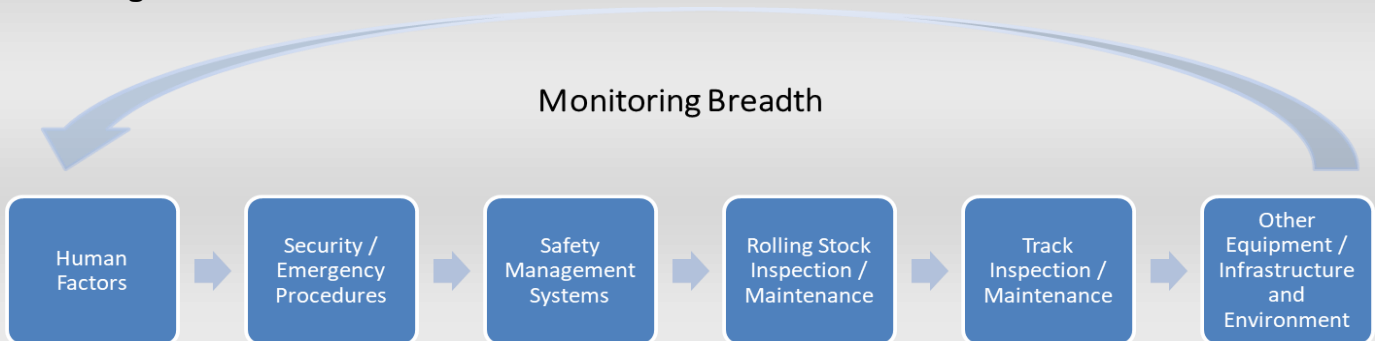 Monitoring Breadth
Human
Factors
Security /
Emergency
Procedures
Safety
Management
Systems
Rolling Stock
Inspection /
Maintenance
Track
Inspection /
Maintenance
Other
Equipment /
Infrastructure
and
Environment